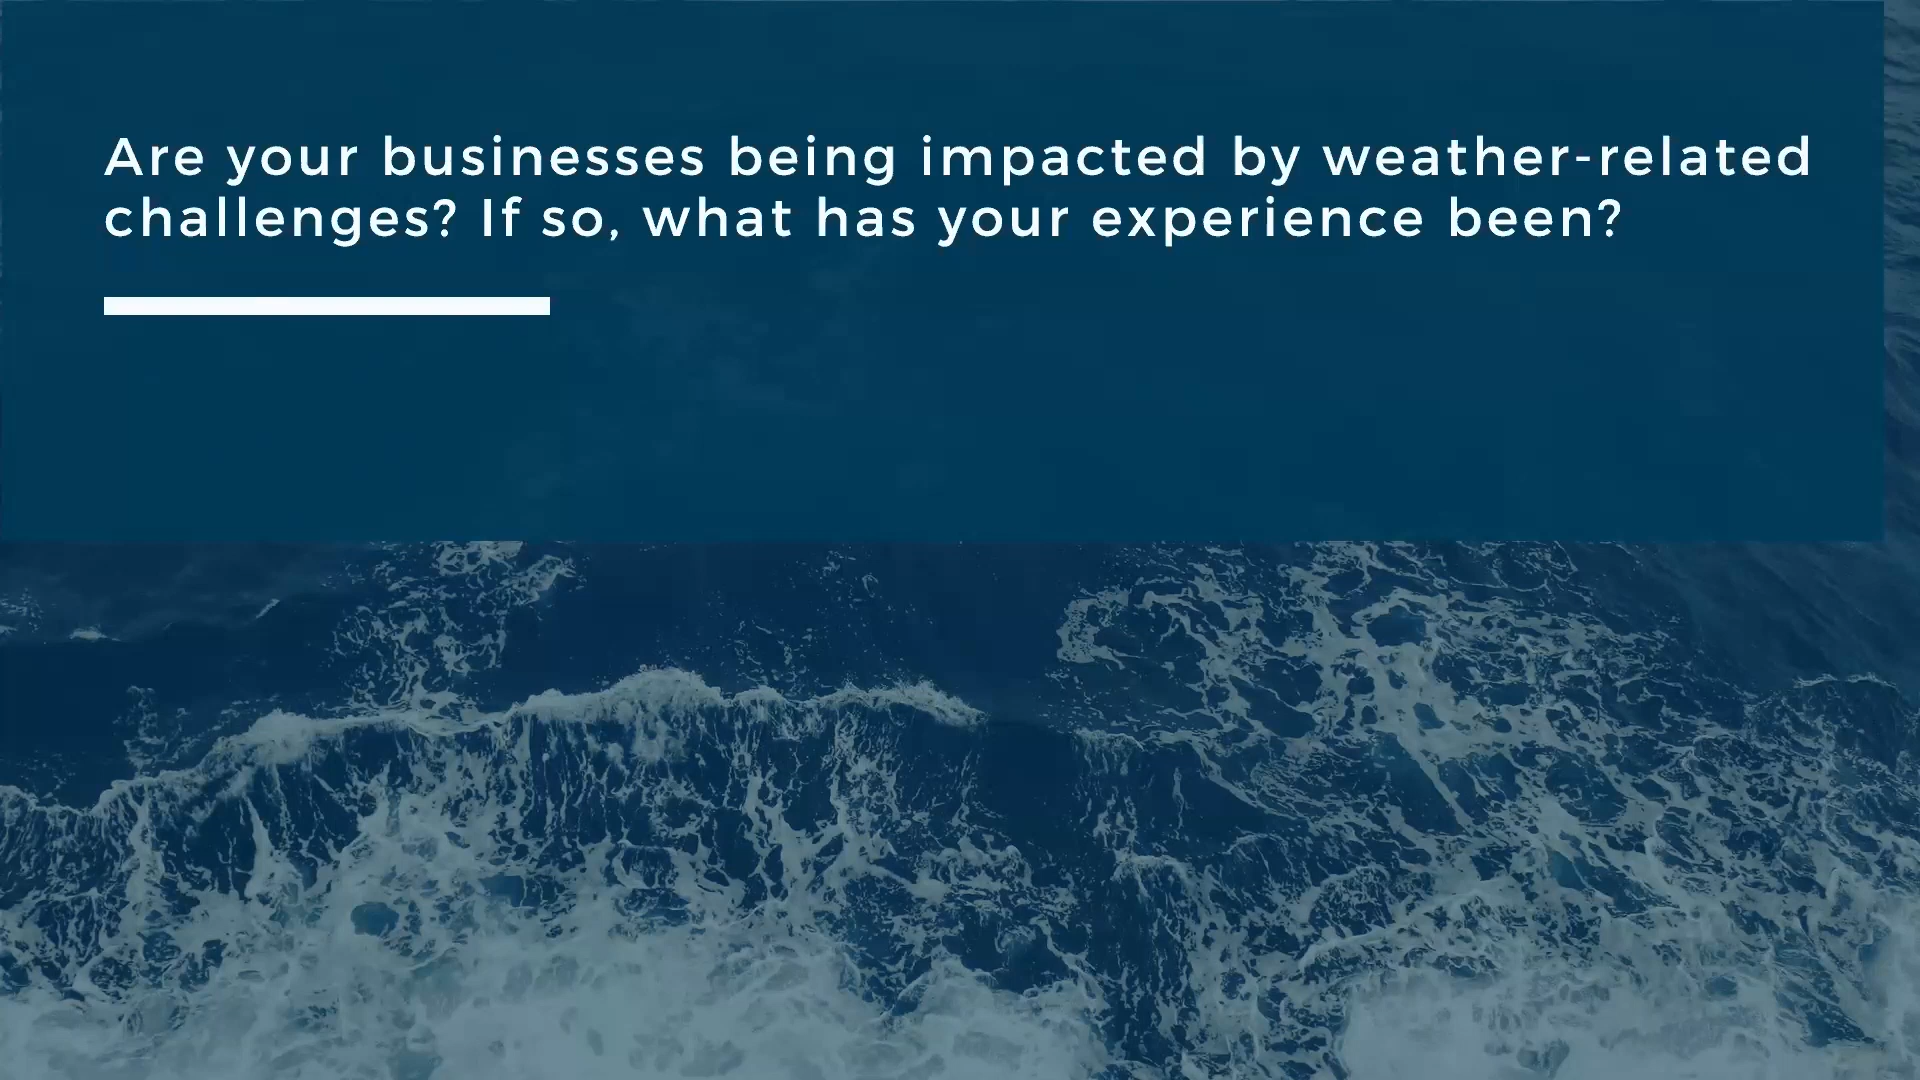 Are your businesses being impacted by weather-related
challenges? If so, what has your experience been?